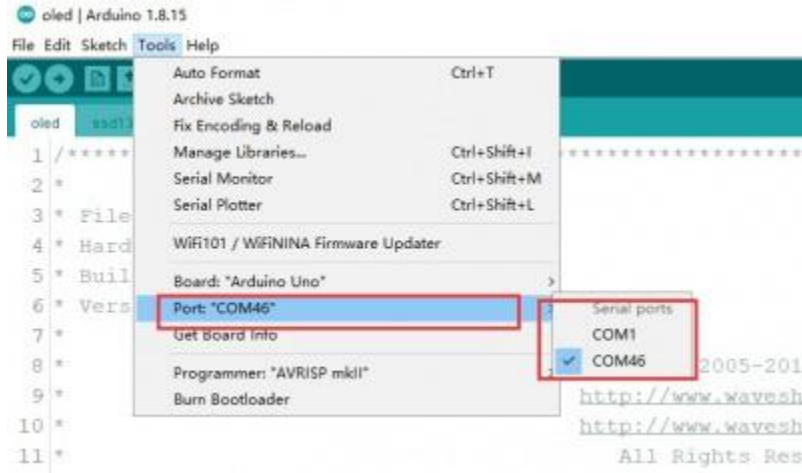 oled | Arduino 1.8.15
File Edit Sketch Tools Help
Auto Format Ctrl+T
Archive Sketch
Fix Encoding & Reload
Manage Libraries... Ctrl+Shift+I
Serial Monitor Ctrl+Shift+M
Serial Plotter Ctrl+Shift+L
WiFi101 / WiFiNINA Firmware Updater
Board: "Arduino Uno"
Port: "COM46"
Get Board Info
Programmer: "AVRISP mkII"
Burn Bootloader
Serial ports
COM1
COM46
oled
1 /*****
2 *
3 * File
4 * Hard
5 * Buil
6 * Vers
7 *
8 * 2005-201
9 * http://www.wavesh
10 * http://www.wavesh
11 * All Rights Res